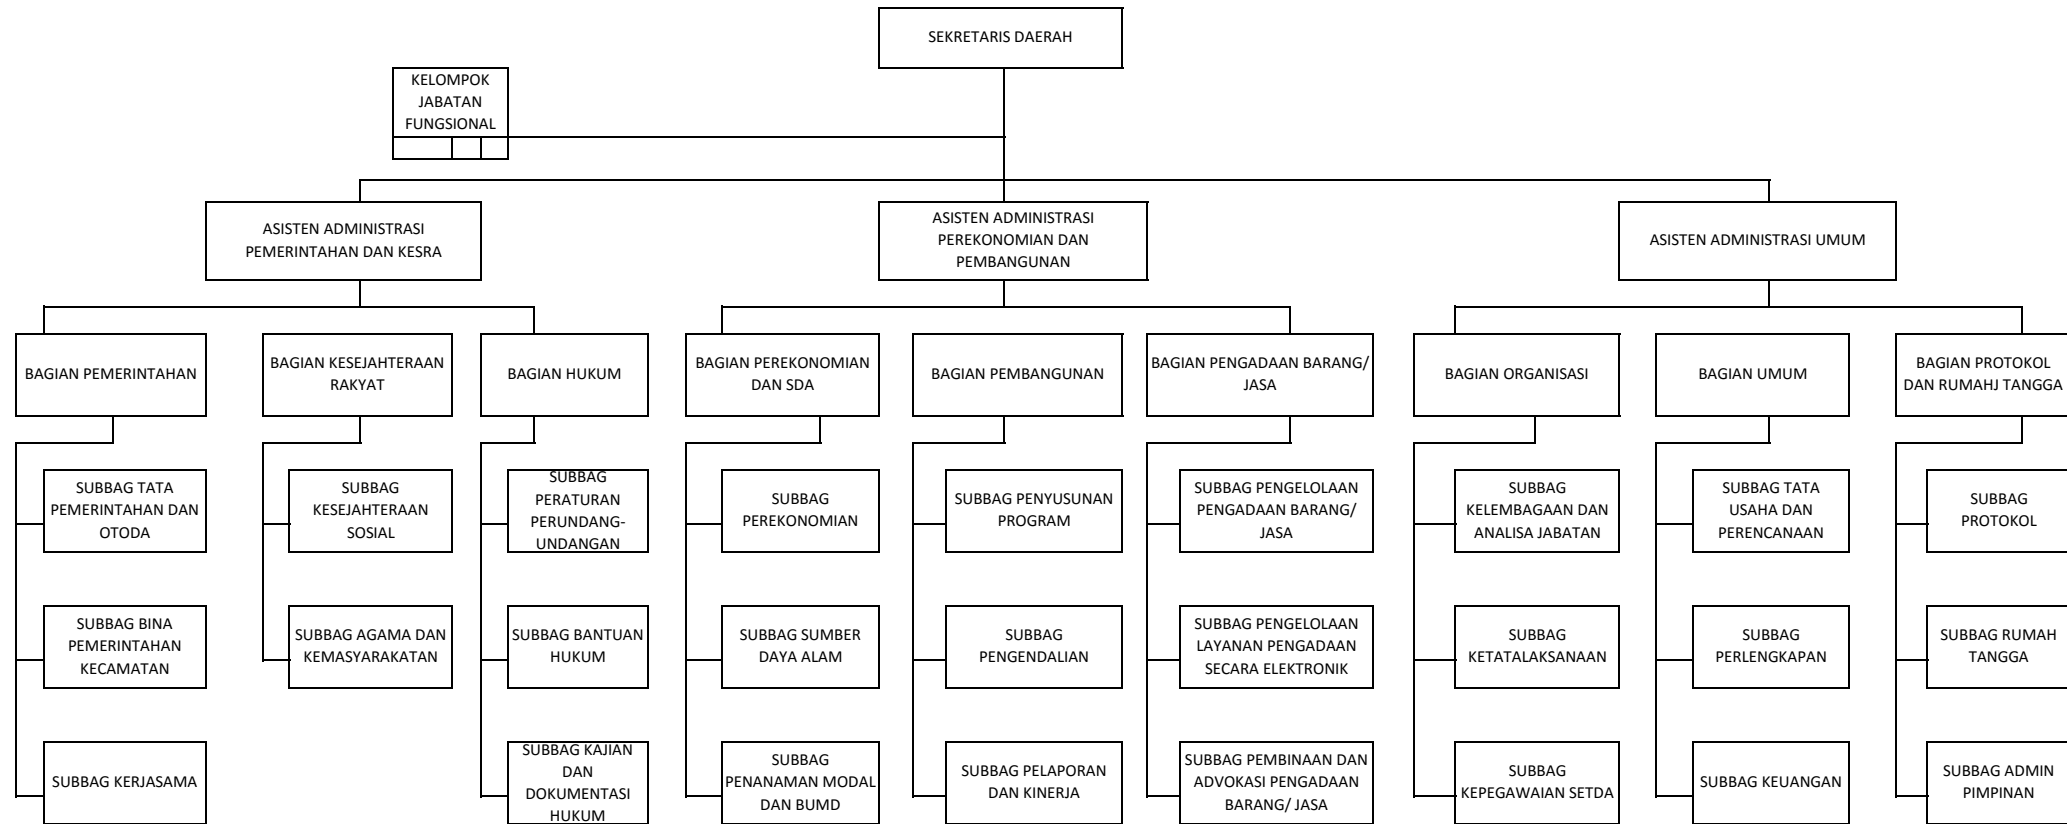 SEKRETARIS DAERAH
KELOMPOK
JABATAN
FUNGSIONAL
ASISTEN ADMINISTRASI
PEMERINTAHAN DAN KESRA
ASISTEN ADMINISTRASI
PEREKONOMIAN DAN
PEMBANGUNAN
ASISTEN ADMINISTRASI UMUM
BAGIAN PEMERINTAHAN
BAGIAN KESEJAHTERAAN
RAKYAT
BAGIAN HUKUM
BAGIAN PEREKONOMIAN
DAN SDA
BAGIAN PEMBANGUNAN
BAGIAN PENGADAAN BARANG/
JASA
BAGIAN ORGANISASI
BAGIAN UMUM
BAGIAN PROTOKOL
DAN RUMAHJ TANGGA
SUBBAG TATA
PEMERINTAHAN DAN
OTODA
SUBBAG
KESEJAHTERAAN
SOSIAL
SUBBAG
PERATURAN
PERUNDANG-
UNDANGAN
SUBBAG
PEREKONOMIAN
SUBBAG PENYUSUNAN
PROGRAM
SUBBAG PENGELOLAAN
PENGADAAN BARANG/
JASA
SUBBAG
KELEMBAGAAN DAN
ANALISA JABATAN
SUBBAG TATA
USAHA DAN
PERENCANAAN
SUBBAG
PROTOKOL
SUBBAG BINA
PEMERINTAHAN
KECAMATAN
SUBBAG AGAMA DAN
KEMASYARAKATAN
SUBBAG BANTUAN
HUKUM
SUBBAG SUMBER
DAYA ALAM
SUBBAG
PENGENDALIAN
SUBBAG PENGELOLAAN
LAYANAN PENGADAAN
SECARA ELEKTRONIK
SUBBAG
KETATALAKSANAAN
SUBBAG
PERLENGKAPAN
SUBBAG RUMAH
TANGGA
SUBBAG KERJASAMA
SUBBAG KAJIAN
DAN
DOKUMENTASI
HUKUM
SUBBAG
PENANAMAN MODAL
DAN BUMD
SUBBAG PELAPORAN
DAN KINERJA
SUBBAG PEMBINAAN DAN
ADVOKASI PENGADAAN
BARANG/ JASA
SUBBAG
KEPEGAWAIAN SETDA
SUBBAG KEUANGAN
SUBBAG ADMIN
PIMPINAN